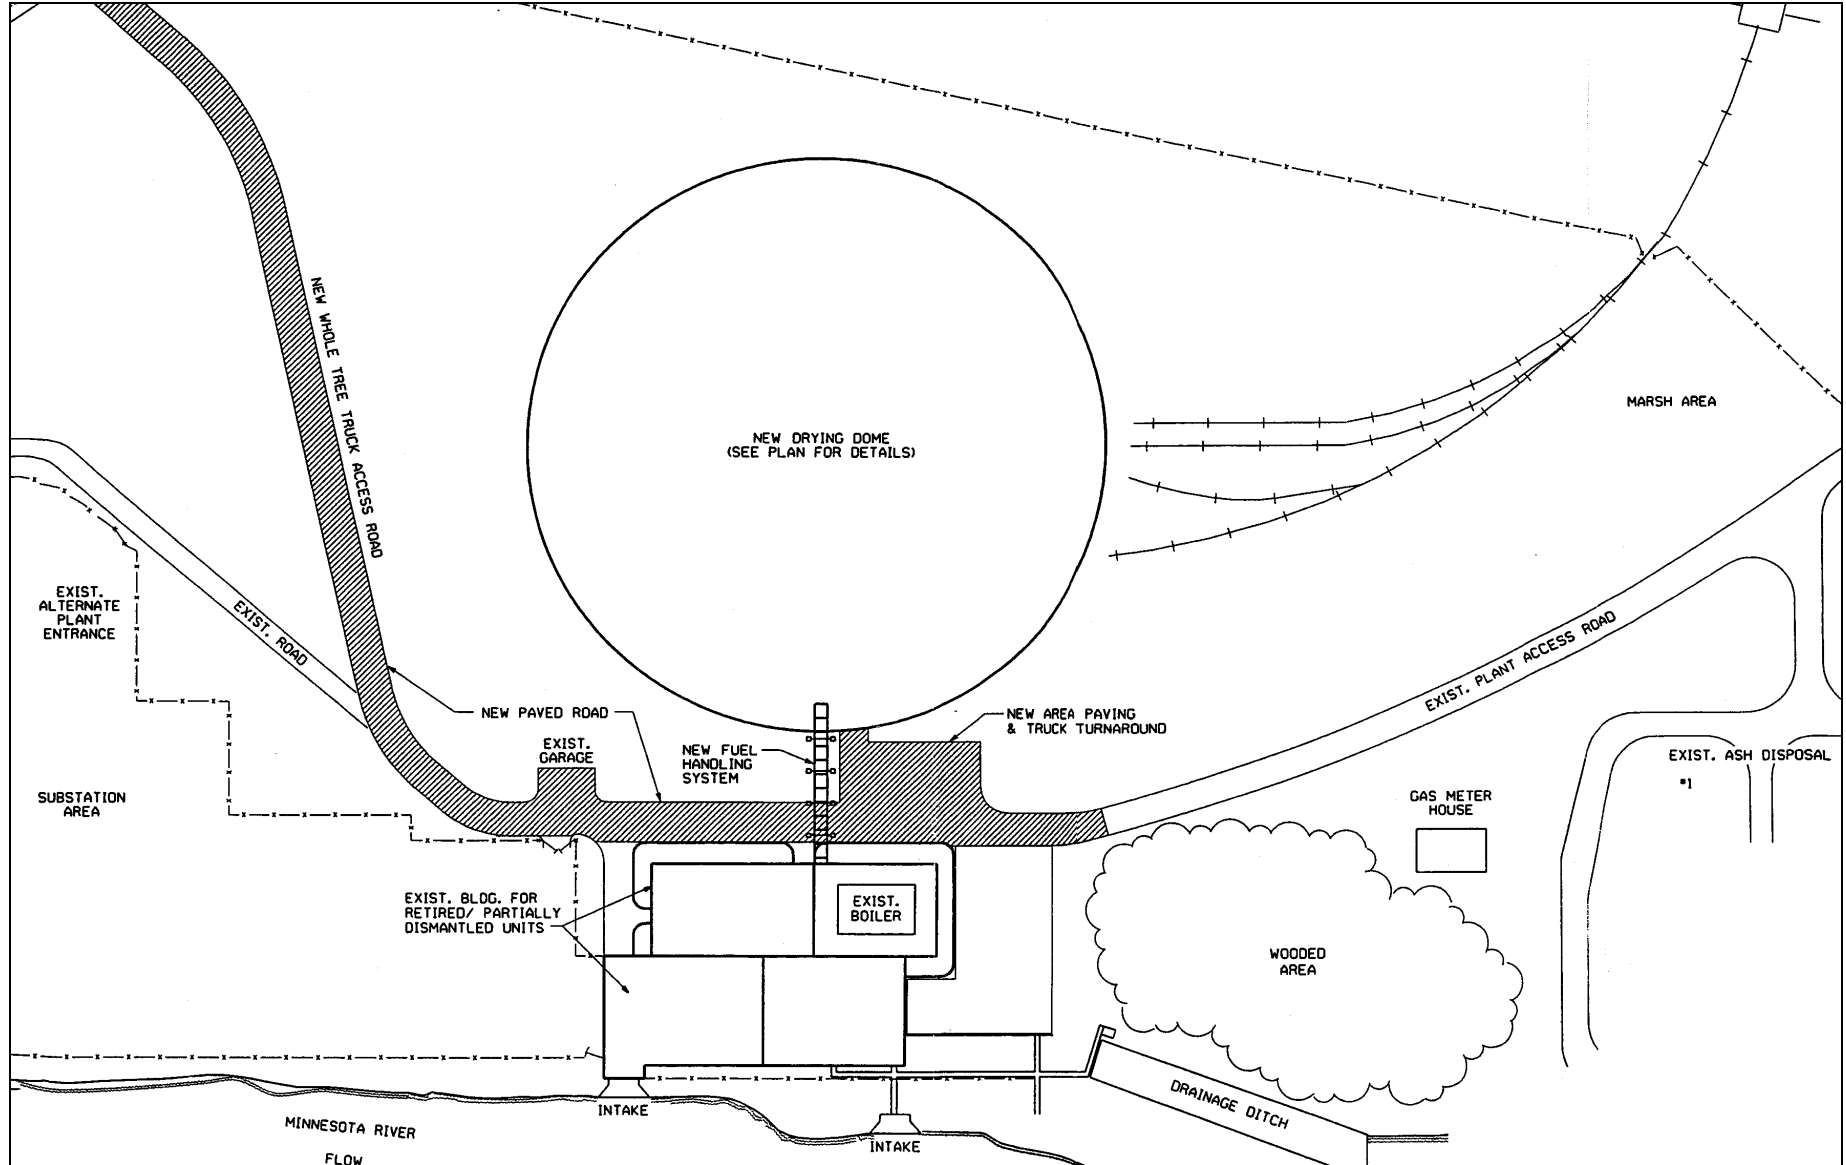 NEW WHOLE TREE TRUCK ACCESS ROAD
NEW DRYING DOME
(SEE PLAN FOR DETAILS)
MARSH AREA
EXIST.
ALTERNATE
PLANT
ENTRANCE
EXIST. ROAD
EXIST. PLANT ACCESS ROAD
NEW PAVED ROAD
NEW AREA PAVING
& TRUCK TURNAROUND
EXIST.
GARAGE
NEW FUEL
HANDLING
SYSTEM
EXIST. ASH DISPOSAL
#1
SUBSTATION
AREA
GAS METER
HOUSE
EXIST. BLDG. FOR
RETIRED/ PARTIALLY
DISMANTLED UNITS
EXIST.
BOILER
WOODED
AREA
INTAKE
INTAKE
DRAINAGE DITCH
MINNESOTA RIVER
FLOW